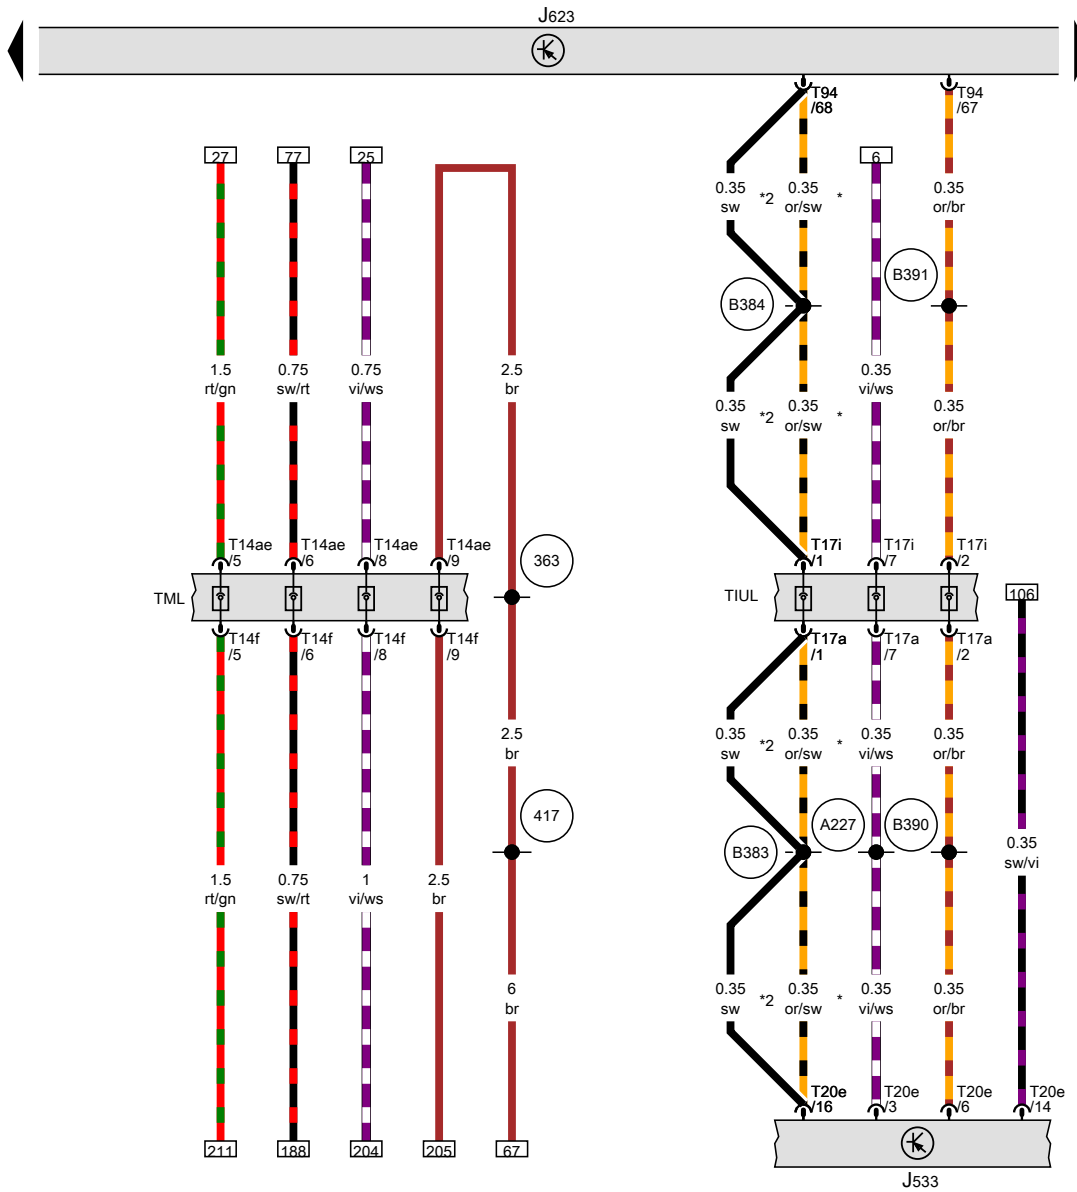 J623
T94 T94
/68 /67
27 77 25 6
0.35 *2 0.35 * 0.35
sw or/sw or/br
B391
B384
1.5 0.75 0.75 2.5 0.35
rt/gn sw/rt vi/ws br vi/ws
0.35 *2 0.35 * 0.35
sw or/sw or/br
T14ae T14ae T14ae T14ae T17i T17i T17i
/5 /6 /8 /9 /1 /7 /2
363
TML TIUL 106
T14f T14f T14f T14f T17a T17a T17a
/5 /6 /8 /9 /1 /7 /2
2.5 0.35 *2 0.35 * 0.35 0.35
br sw or/sw vi/ws or/br
417 A227 B390
B383 0.35
sw/vi
1.5 0.75 1 2.5
rt/gn sw/rt vi/ws br
6 0.35 *2 0.35 * 0.35 0.35
br sw or/sw vi/ws or/br
T20e T20e T20e T20e
/16 /3 /6 /14
211 188 204 205 67
J533